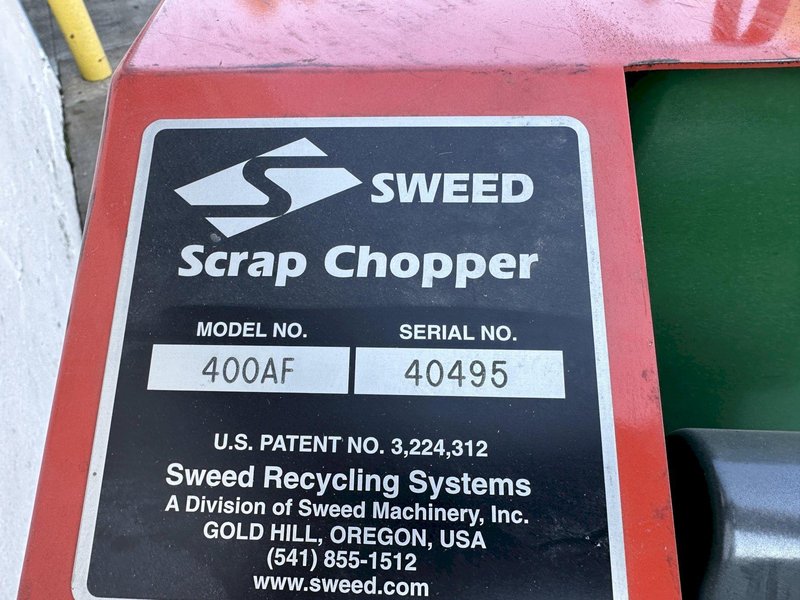 SWEED
Scrap Chopper
MODEL NO. SERIAL NO.
400AF 40495
U.S. PATENT NO. 3,224,312
Sweed Recycling Systems
A Division of Sweed Machinery, Inc.
GOLD HILL, OREGON, USA
(541) 855-1512
www.sweed.com